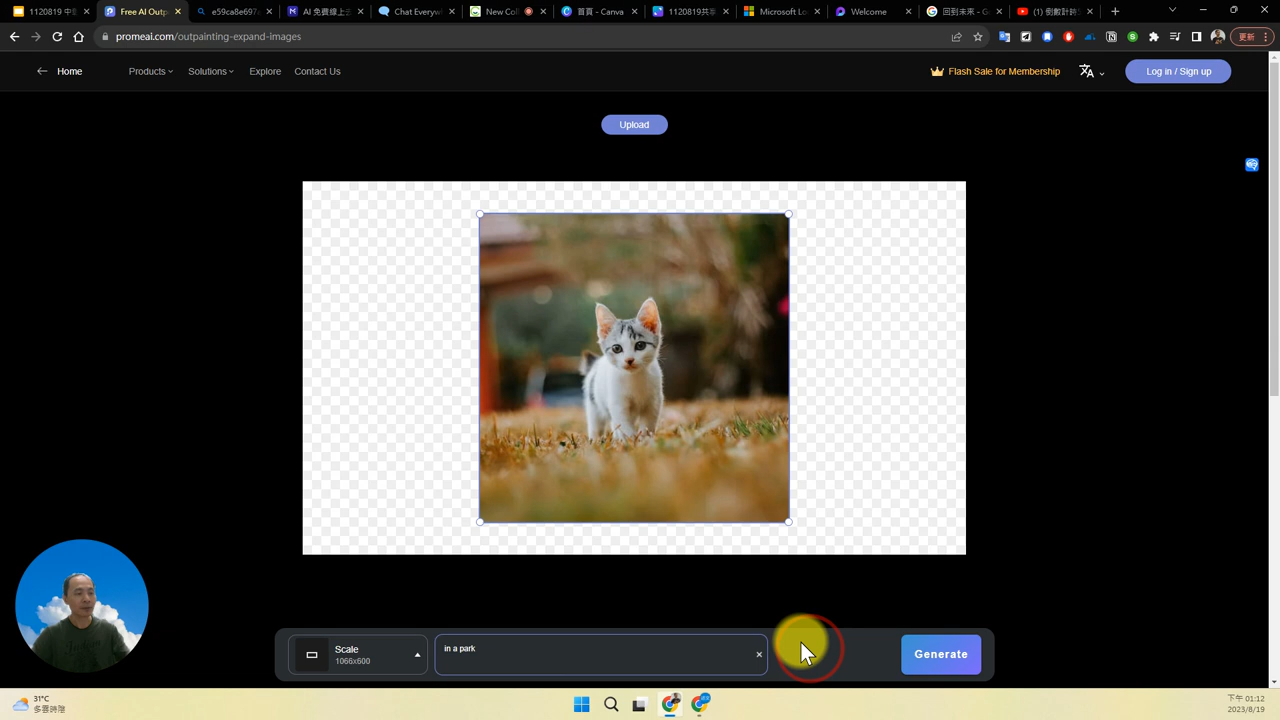 1120819 中
Free AI Outp
e59ca8e697
AI 免費線上
Chat Everyw
New Col
首頁 - Canva
1120819共
Microsoft Lo
Welcome
回到未來 - G
(1) 倒數計時
promeai.com/outpainting-expand-images
更新
Home
Products
Solutions
Explore
Contact Us
Flash Sale for Membership
Log in / Sign up
Upload
Scale
1066x600
in a park
Generate
31°C
多雲時陰
下午 01:12
2023/8/19